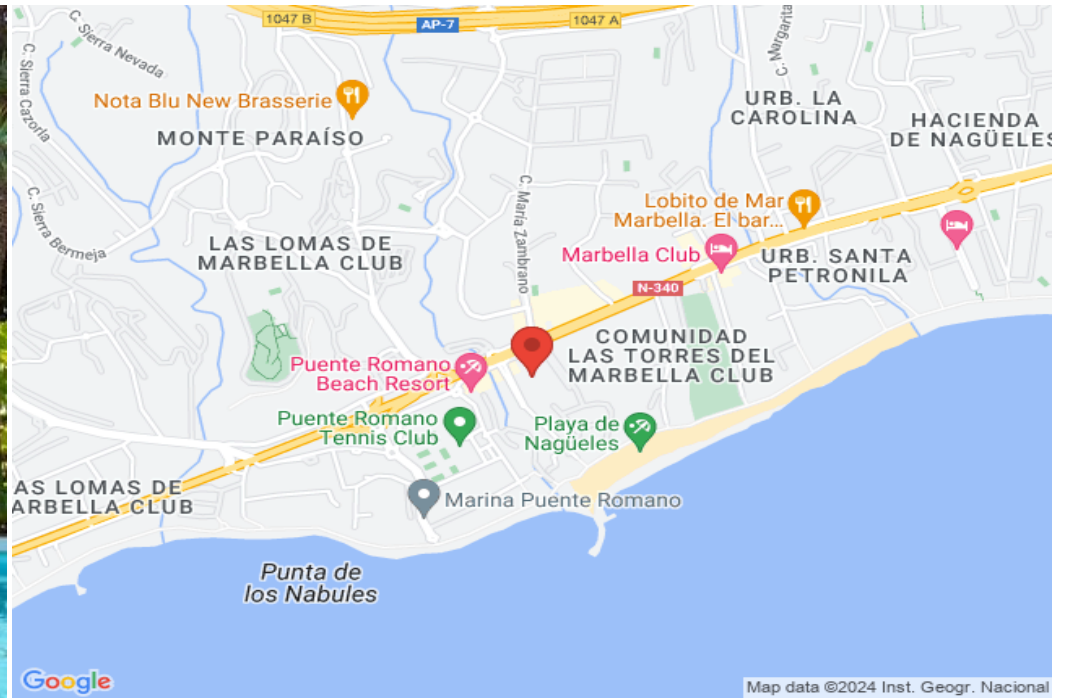 1047 B
AP-7
1047 A
C. Sierra Nevada
C. Sierra Cazorla
C. Margarita
Nota Blu New Brasserie
MONTE PARAÍSO
URB. LA
CAROLINA
HACIENDA
DE NAGÜELES
C. María Zambrano
C. Sierra Bermeja
Lobito de Mar
Marbella. El bar...
LAS LOMAS DE
MARBELLA CLUB
Marbella Club
URB. SANTA
PETRONILA
N-340
COMUNIDAD
LAS TORRES DEL
MARBELLA CLUB
Puente Romano
Beach Resort
Puente Romano
Tennis Club
Playa de
Nagüeles
AS LOMAS DE
ARBELLA CLUB
Marina Puente Romano
Punta de
los Nabules
Google
Map data ©2024 Inst. Geogr. Nacional